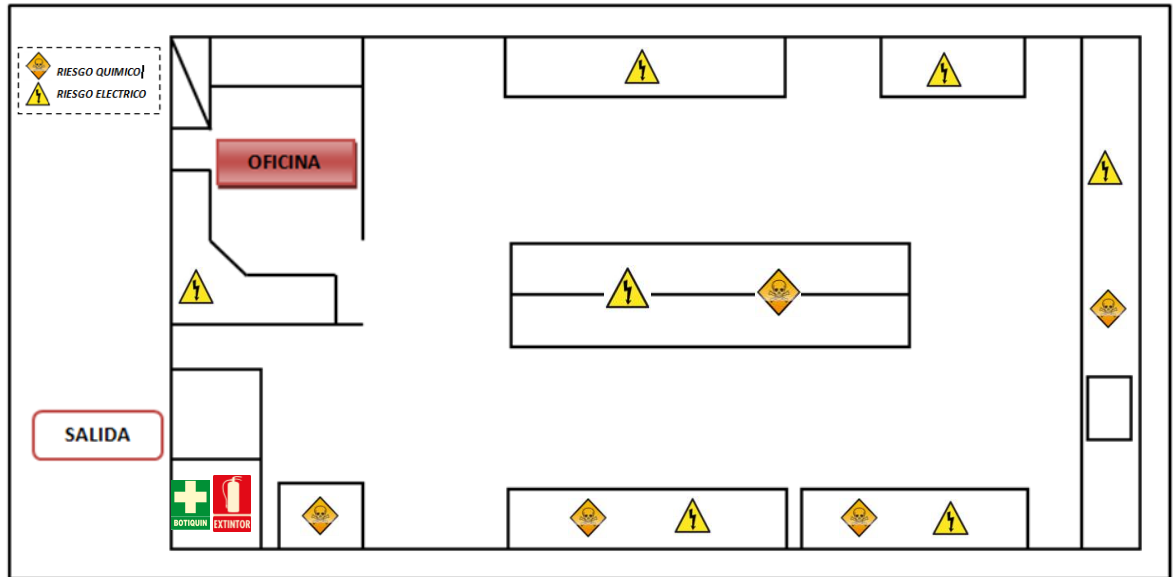 RIESGO QUIMICO
RIESGO ELECTRICO
OFICINA
SALIDA
BOTIQUIN
EXTINTOR